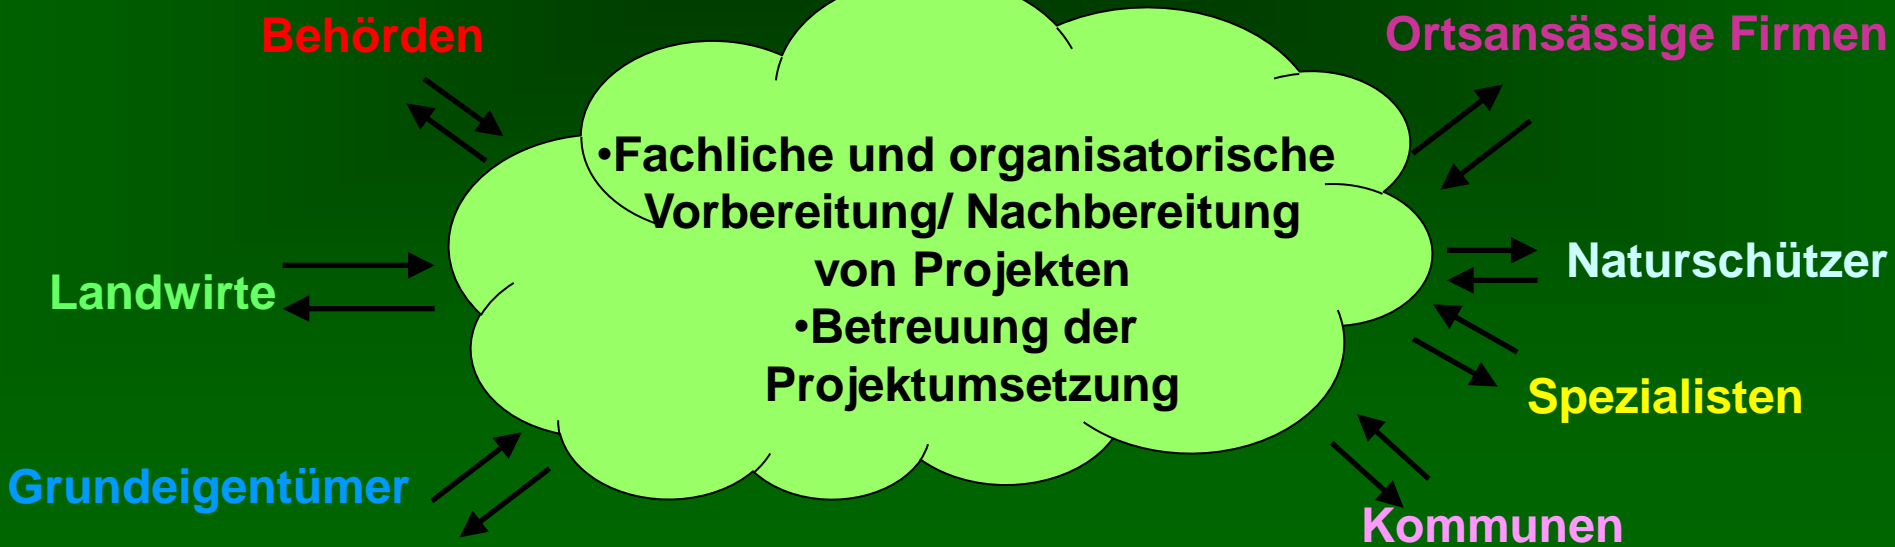 Behörden
Ortsansässige Firmen
•Fachliche und organisatorische
Vorbereitung/ Nachbereitung
von Projekten
•Betreuung der
Projektumsetzung
Landwirte
Naturschützer
Spezialisten
Grundeigentümer
Kommunen